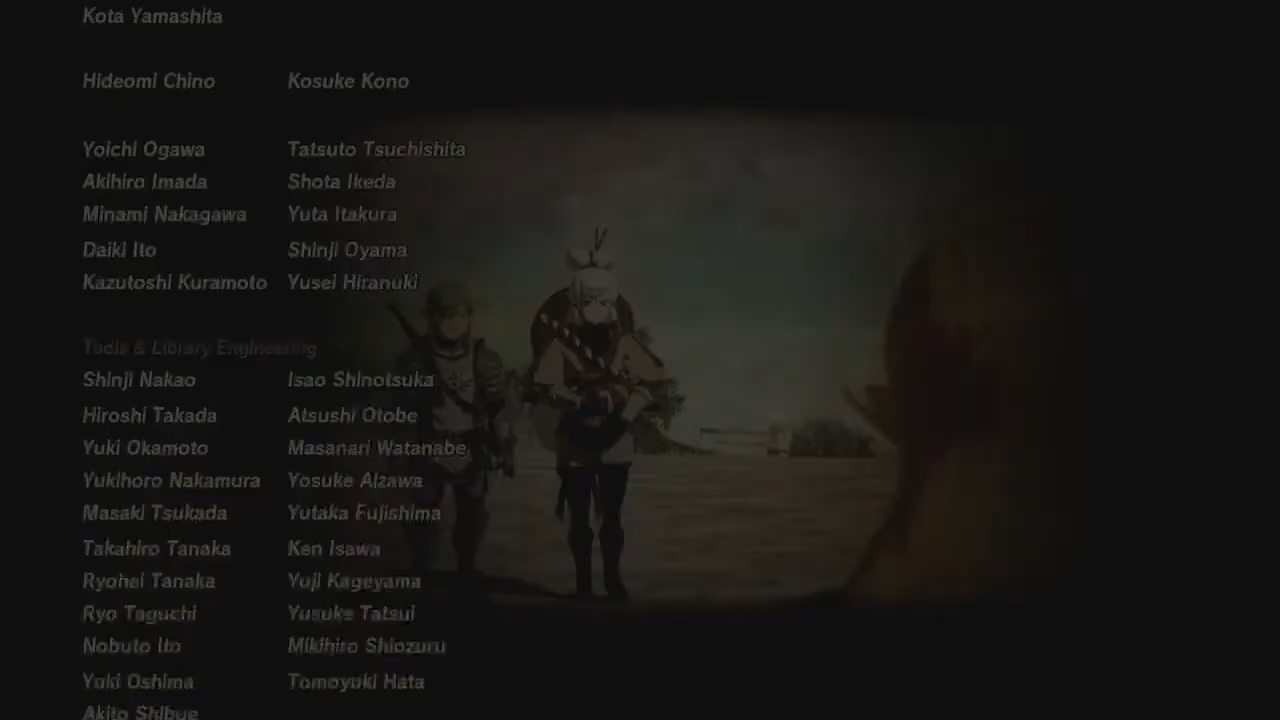 Kota Yamashita
Hideomi Chino Kosuke Kono
Yoichi Ogawa Tatsuto Tsuchishita
Akihiro Imada Shota Ikeda
Minami Nakagawa Yuta Itakura
Daiki Ito Shinji Oyama
Kazutoshi Kuramoto Yusei Hiranuki
Tools & Library Engineering
Shinji Nakao Isao Shinotsuka
Hiroshi Takada Atsushi Otobe
Yuki Okamoto Masanari Watanabe
Yukihoro Nakamura Yosuke Aizawa
Masaki Tsukada Yutaka Fujishima
Takahiro Tanaka Ken Isawa
Ryohei Tanaka Yuji Kageyama
Ryo Taguchi Yusuke Tatsui
Nobuto Ito Mikihiro Shiozuru
Yuki Oshima Tomoyuki Hata
Akito Shibue